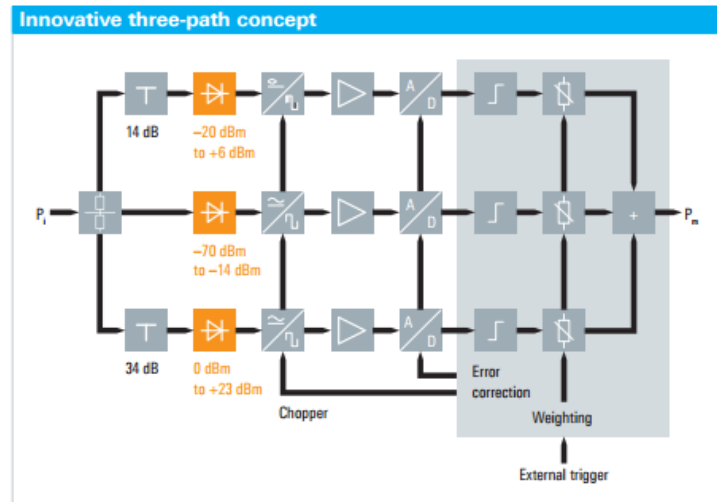 Innovative three-path concept
A
D
14 dB
–20 dBm
to +6 dBm
Pi
A
D
+
Pm
–70 dBm
to –14 dBm
A
D
34 dB
0 dBm
to +23 dBm
Chopper
Error
correction
Weighting
External trigger